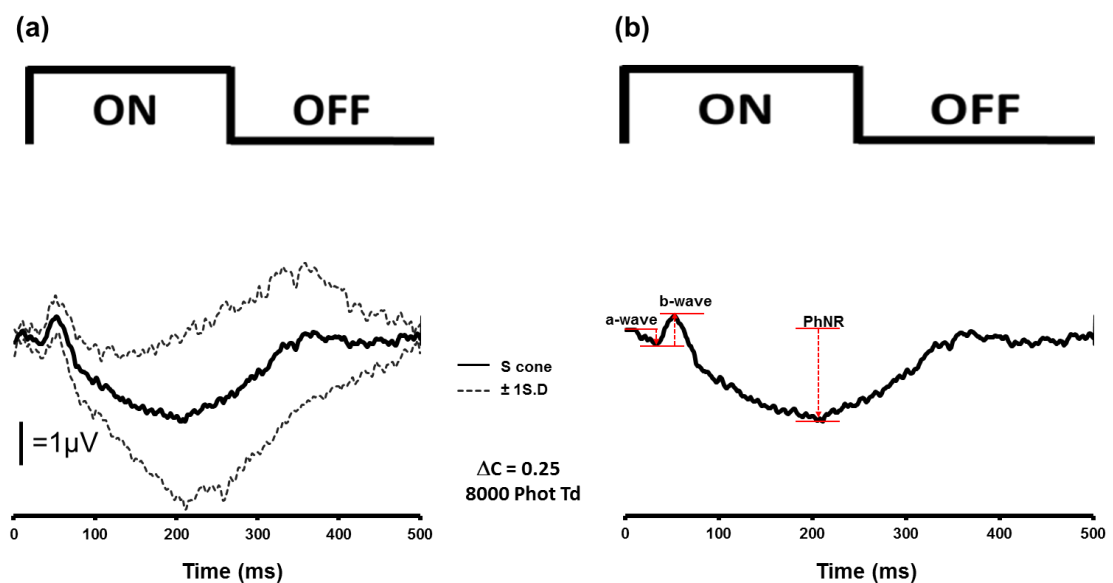 (a)
ON OFF
=1µV
0 100 200 300 400 500
Time (ms)
S cone
± 1S.D
ΔC = 0.25
8000 Phot Td
(b)
ON OFF
b-wave
a-wave
PhNR
0 100 200 300 400 500
Time (ms)